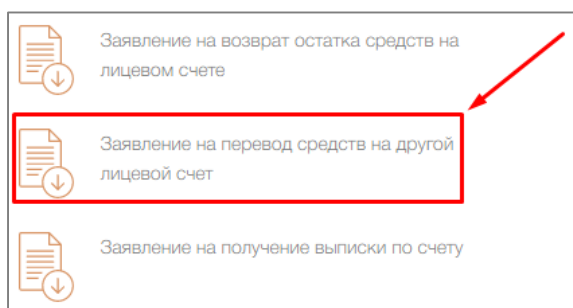 Заявление на возврат остатка средств на
лицевом счете
Заявление на перевод средств на другой
лицевой счет
Заявление на получение выписки по счету